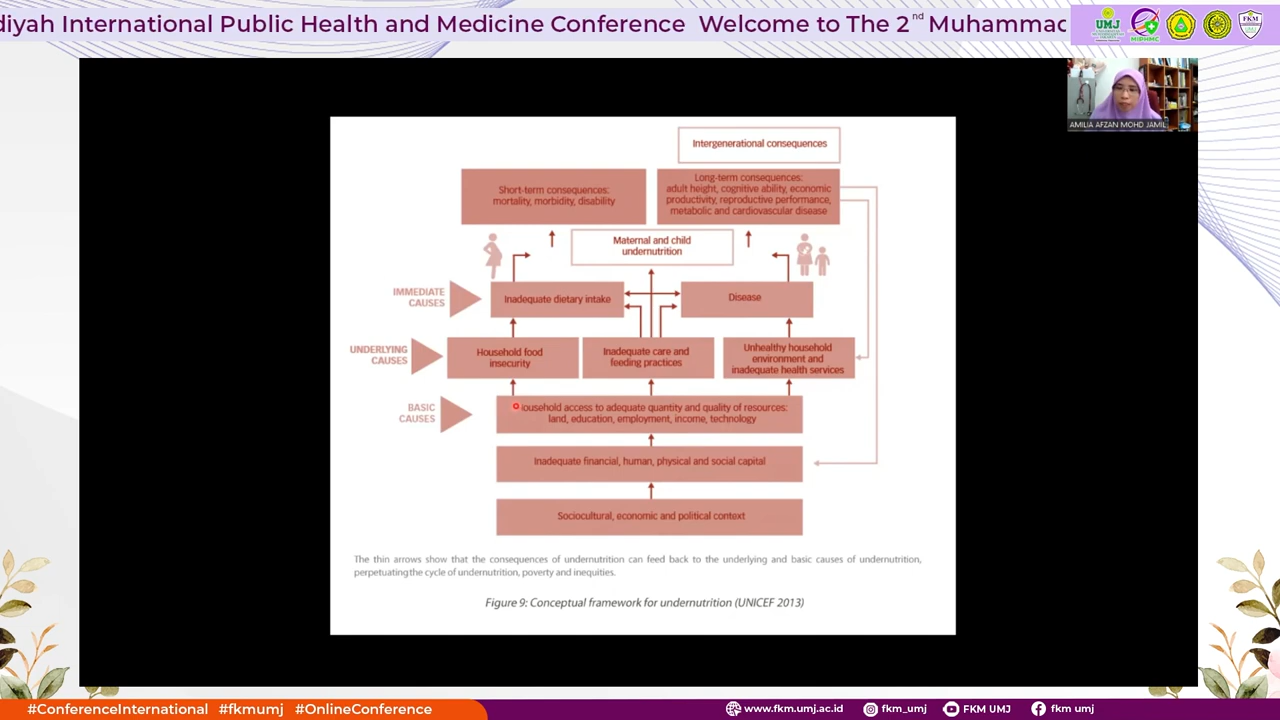 diyah International Public Health and Medicine Conference Welcome to The 2nd Muhammac
UMJ
MIPHMC
FKM
AMILIA AFZAN MOHD JAMIL
Intergenerational consequences
Short-term consequences:
mortality, morbidity, disability
Long-term consequences:
adult height, cognitive ability, economic
productivity, reproductive performance,
metabolic and cardiovascular disease
Maternal and child
undernutrition
IMMEDIATE
CAUSES
Inadequate dietary intake
Disease
UNDERLYING
CAUSES
Household food
insecurity
Inadequate care and
feeding practices
Unhealthy household
environment and
inadequate health services
BASIC
CAUSES
ousehold access to adequate quantity and quality of resources:
land, education, employment, income, technology
Inadequate financial, human, physical and social capital
Sociocultural, economic and political context
The thin arrows show that the consequences of undernutrition can feed back to the underlying and basic causes of undernutrition,
perpetuating the cycle of undernutrition, poverty and inequities.
Figure 9: Conceptual framework for undernutrition (UNICEF 2013)
#ConferenceInternational #fkmumj #OnlineConference
www.fkm.umj.ac.id
fkm_umj
FKM UMJ
fkm umj